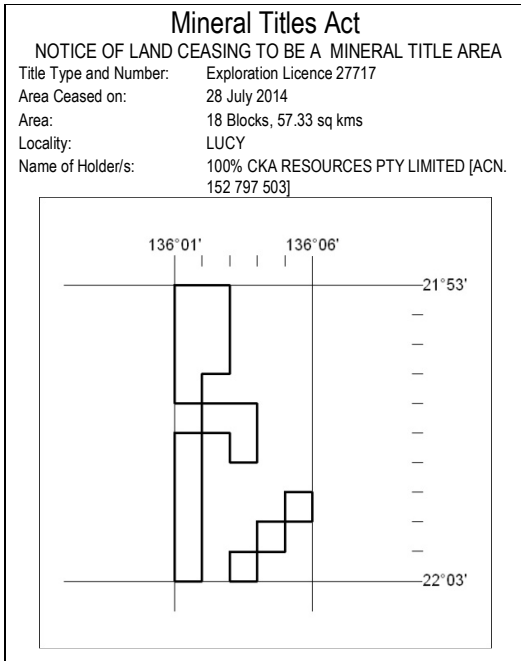 Mineral Titles Act
NOTICE OF LAND CEASING TO BE A MINERAL TITLE AREA
Title Type and Number: Exploration Licence 27717
Area Ceased on: 28 July 2014
Area: 18 Blocks, 57.33 sq kms
Locality: LUCY
Name of Holder/s: 100% CKA RESOURCES PTY LIMITED [ACN.
152 797 503]
136°01' 136°06'
21°53'
22°03'